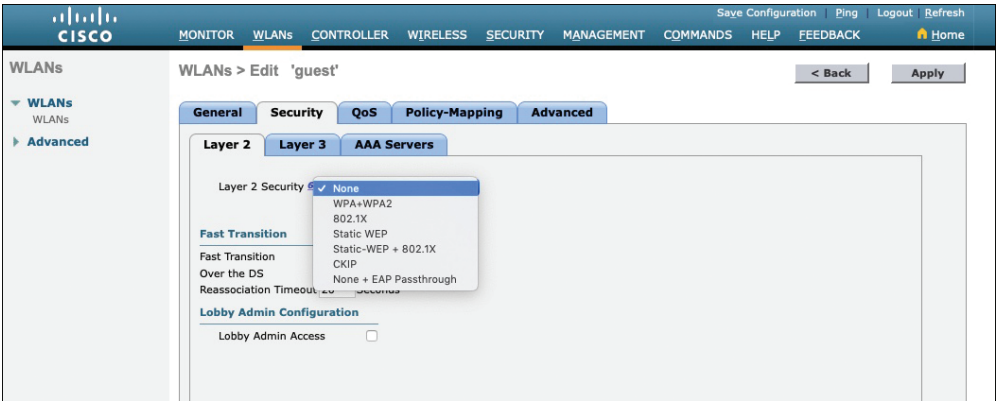 Save Configuration | Ping | Logout | Refresh
CISCO
MONITOR WLANs CONTROLLER WIRELESS SECURITY MANAGEMENT COMMANDS HELP FEEDBACK Home
WLANs
WLANs > Edit 'guest'
< Back
Apply
WLANs
WLANs
Advanced
General Security QoS Policy-Mapping Advanced
Layer 2 Layer 3 AAA Servers
Layer 2 Security
✓ None
WPA+WPA2
802.1X
Static WEP
Static-WEP + 802.1X
CKIP
None + EAP Passthrough
Fast Transition
Fast Transition
Over the DS
Reassociation Timeout 20 Seconds
Lobby Admin Configuration
Lobby Admin Access